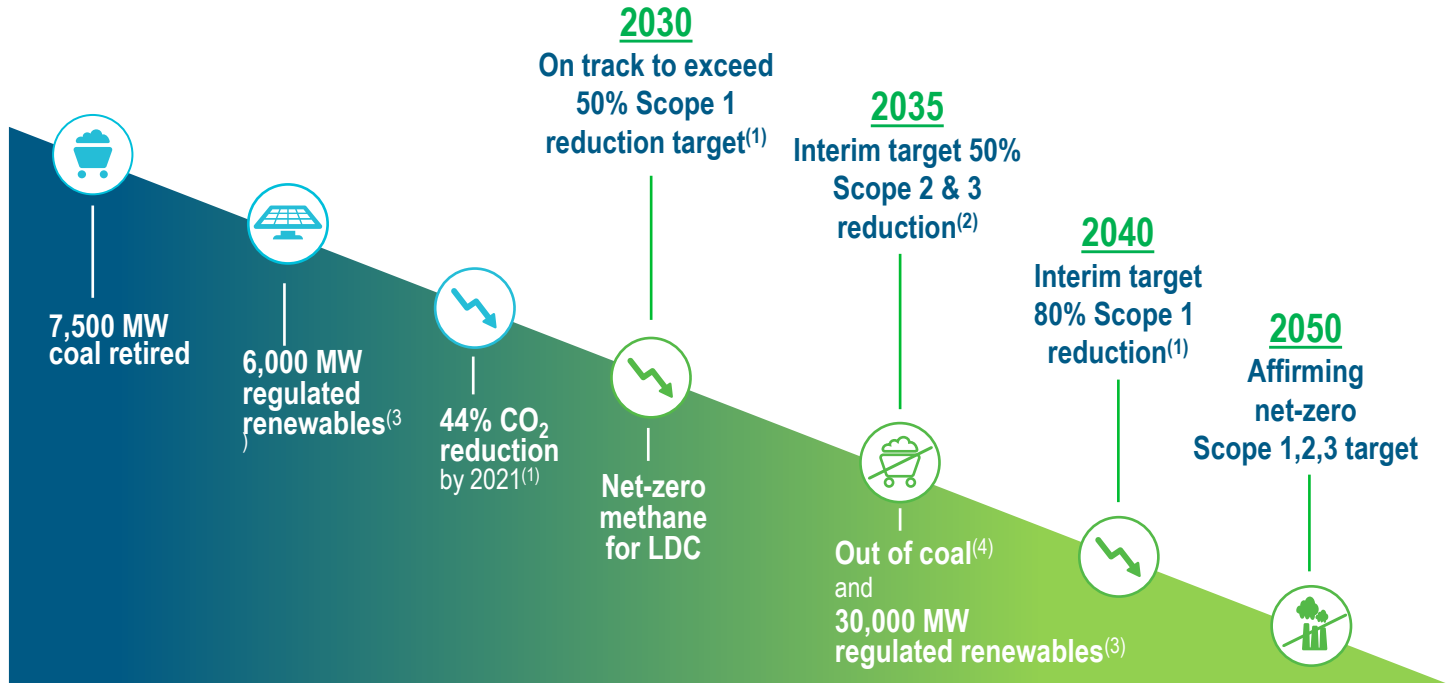 7,500 MW
coal retired
6,000 MW
regulated
renewables(3
)
44% CO2
reduction
by 2021(1)
2030
On track to exceed
50% Scope 1
reduction target(1)
Net-zero
methane
for LDC
2035
Interim target 50%
Scope 2 & 3
reduction(2)
Out of coal(4)
and
30,000 MW
regulated renewables(3)
2040
Interim target
80% Scope 1
reduction(1)
2050
Affirming
net-zero
Scope 1,2,3 target